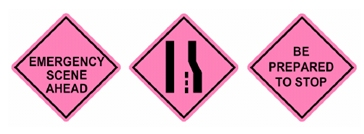 EMERGENCY
SCENE
AHEAD
BE
PREPARED
TO STOP